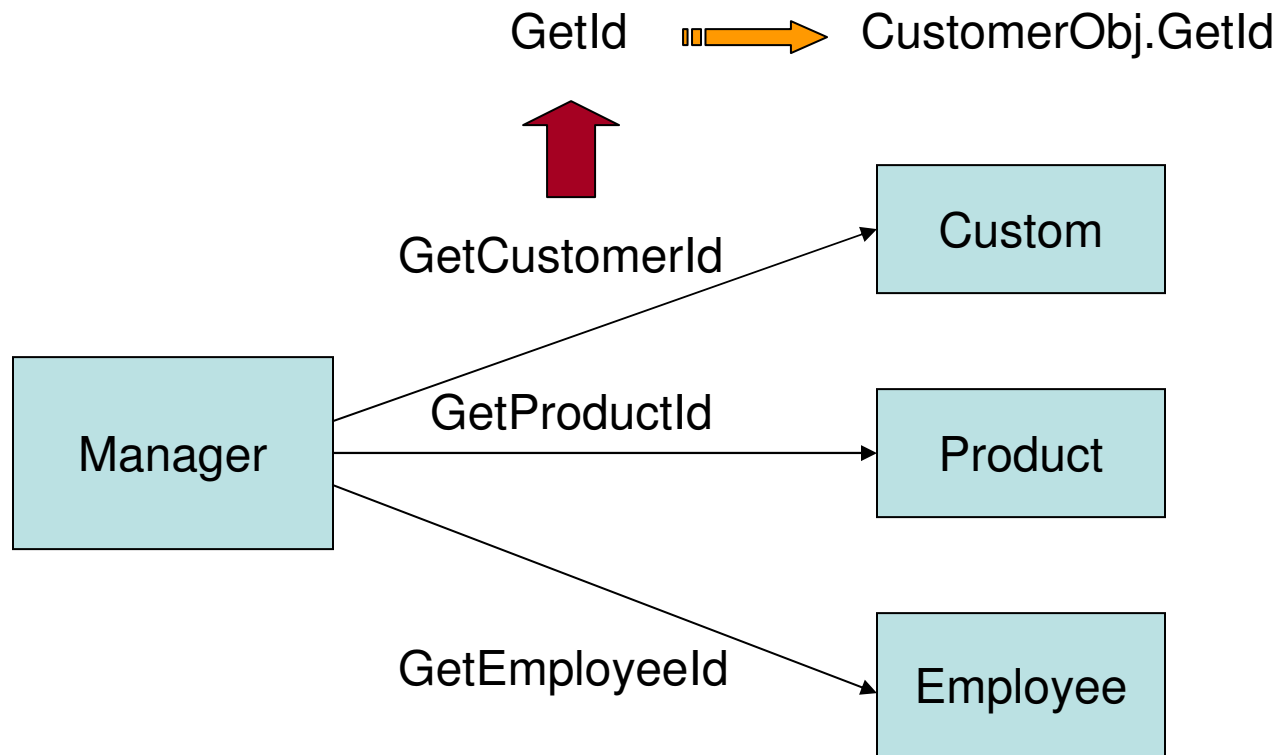 GetId
CustomerObj.GetId
GetCustomerId
Custom
GetProductId
Manager
Product
GetEmployeeId
Employee